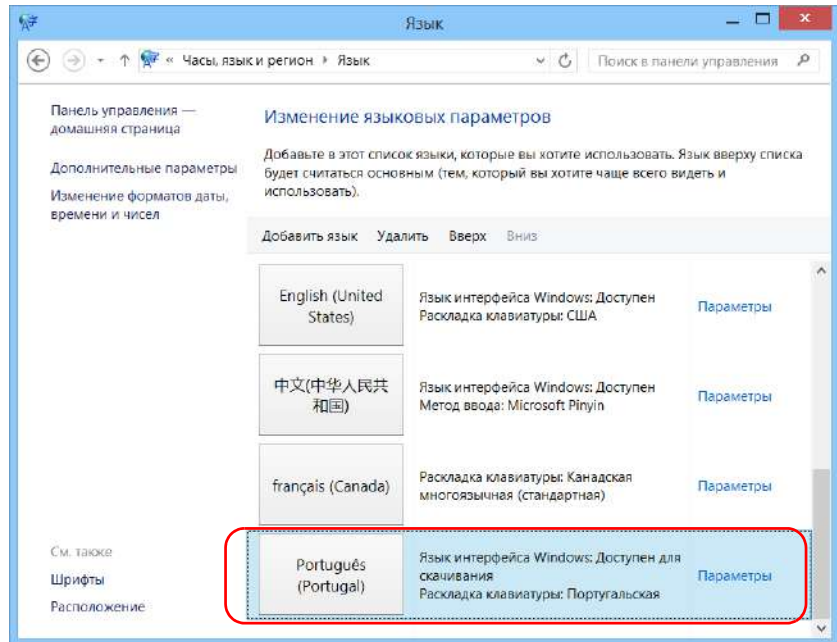 Язык
« Часы, язык и регион ▸ Язык
Поиск в панели управления
Панель управления —
домашняя страница
Дополнительные параметры
Изменение форматов даты,
времени и чисел
Изменение языковых параметров
Добавьте в этот список языки, которые вы хотите использовать. Язык вверху списка
будет считаться основным (тем, который вы хотите чаще всего видеть и
использовать).
Добавить язык Удалить Вверх Вниз
English (United
States)
Язык интерфейса Windows: Доступен
Раскладка клавиатуры: США
Параметры
中文(中华人民共
和国)
Язык интерфейса Windows: Доступен
Метод ввода: Microsoft Pinyin
Параметры
français (Canada)
Раскладка клавиатуры: Канадская
многоязычная (стандартная)
Параметры
Português
(Portugal)
Язык интерфейса Windows: Доступен для
скачивания
Раскладка клавиатуры: Португальская
Параметры
См. также
Шрифты
Расположение